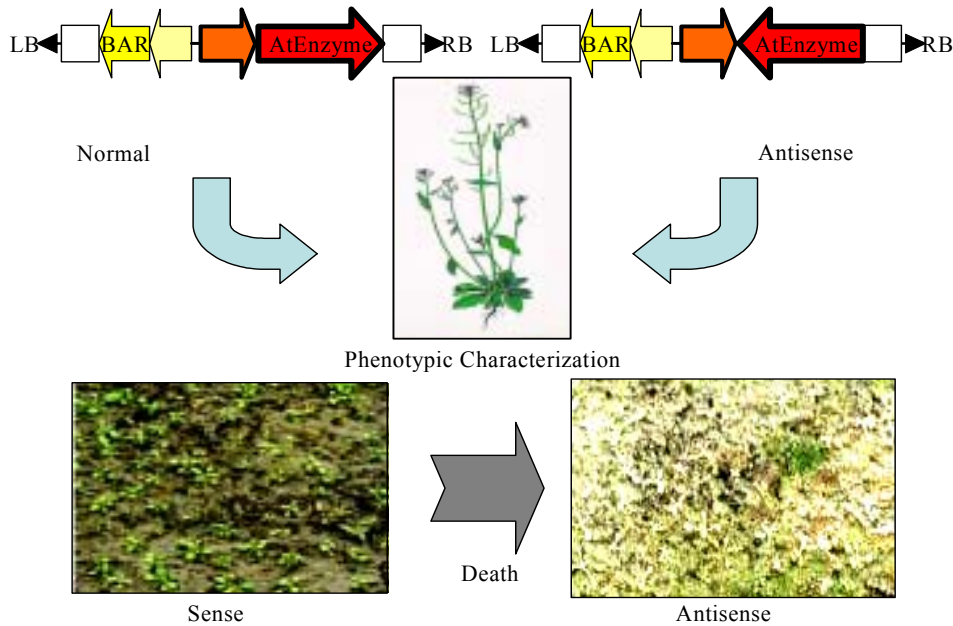 LB BAR AtEnzyme RB LB BAR AtEnzyme RB
Normal Antisense
Phenotypic Characterization
Death
Sense Antisense